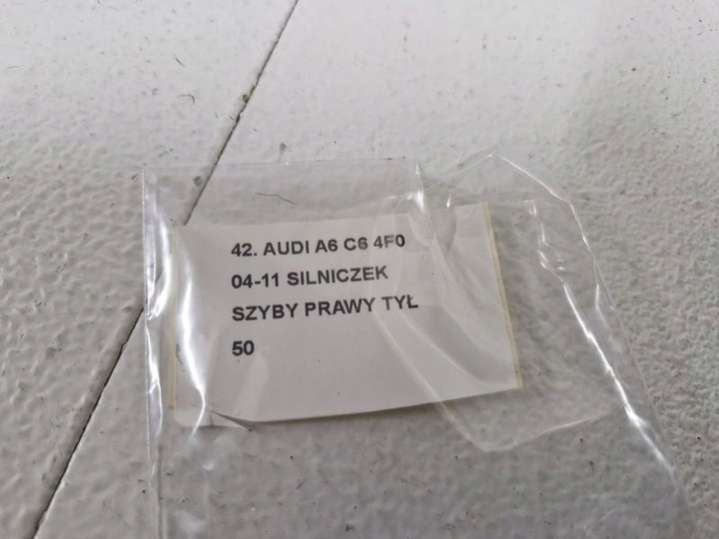 42. AUDI A6 C6 4F0
04-11 SILNICZEK
SZYBY PRAWY TYŁ
50